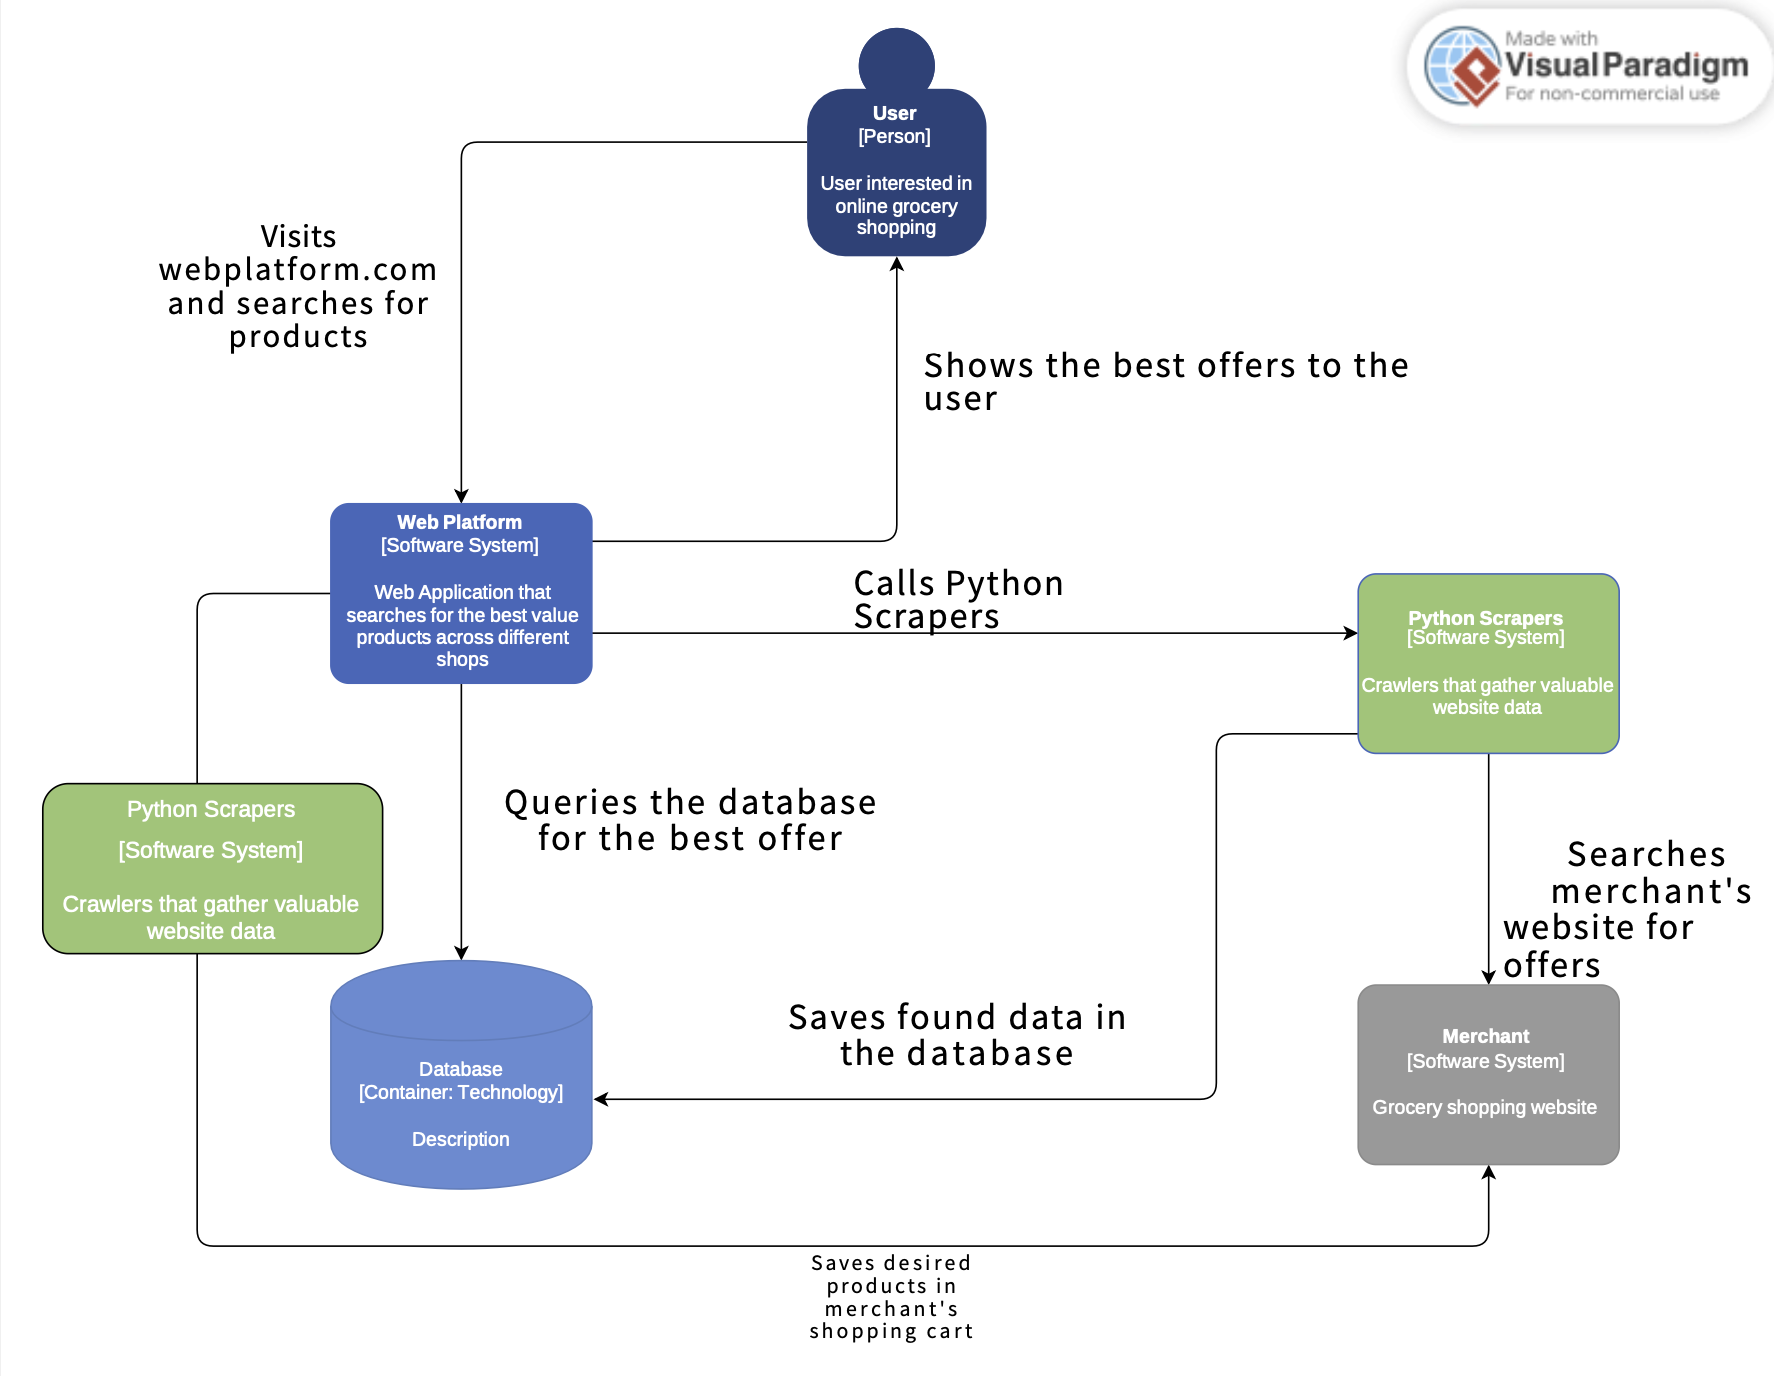 Made with
Visual Paradigm
For non-commercial use
User
[Person]
User interested in
online grocery
shopping
Visits
webplatform.com
and searches for
products
Shows the best offers to the
user
Web Platform
[Software System]
Web Application that
searches for the best value
products across different
shops
Calls Python
Scrapers
Python Scrapers
[Software System]
Crawlers that gather valuable
website data
Python Scrapers
[Software System]
Crawlers that gather valuable
website data
Queries the database
for the best offer
Searches
merchant's
website for
offers
Database
[Container: Technology]
Description
Saves found data in
the database
Merchant
[Software System]
Grocery shopping website
Saves desired
products in
merchant's
shopping cart